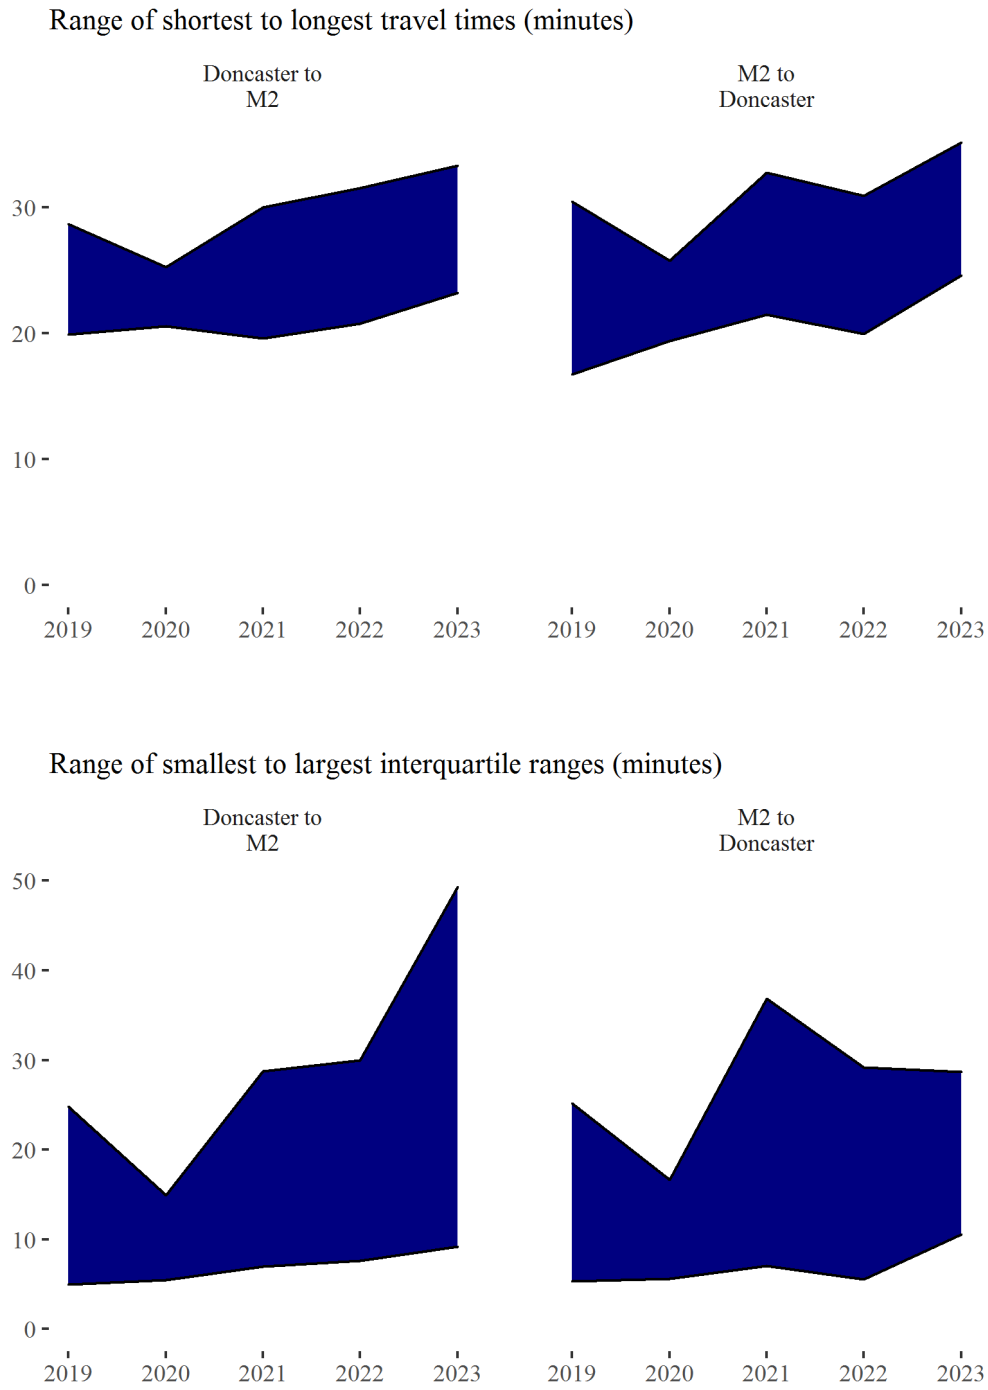 Range of shortest to longest travel times (minutes)
Doncaster to
M2
M2 to
Doncaster
30
20
10
0
2019 2020 2021 2022 2023 2019 2020 2021 2022 2023
Range of smallest to largest interquartile ranges (minutes)
Doncaster to
M2
M2 to
Doncaster
50
40
30
20
10
0
2019 2020 2021 2022 2023 2019 2020 2021 2022 2023